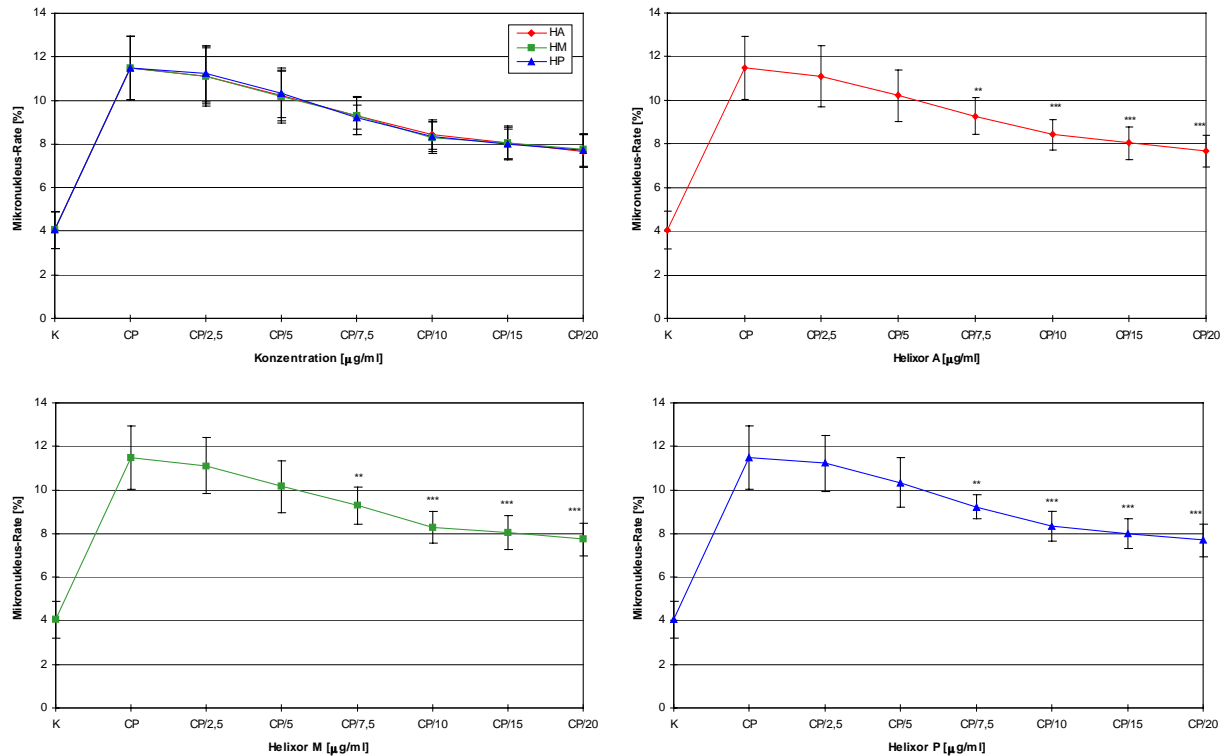 14
12
10
8
6
4
2
0
Mikronukleus-Rate [%]
HA
HM
HP
K CP CP/2,5 CP/5 CP/7,5 CP/10 CP/15 CP/20
Konzentration [µg/ml]
14
12
10
8
6
4
2
0
Mikronukleus-Rate [%]
** *** *** ***
K CP CP/2,5 CP/5 CP/7,5 CP/10 CP/15 CP/20
Helixor A [µg/ml]
14
12
10
8
6
4
2
0
Mikronukleus-Rate [%]
** *** *** ***
K CP CP/2,5 CP/5 CP/7,5 CP/10 CP/15 CP/20
Helixor M [µg/ml]
14
12
10
8
6
4
2
0
Mikronukleus-Rate [%]
** *** *** ***
K CP CP/2,5 CP/5 CP/7,5 CP/10 CP/15 CP/20
Helixor P [µg/ml]